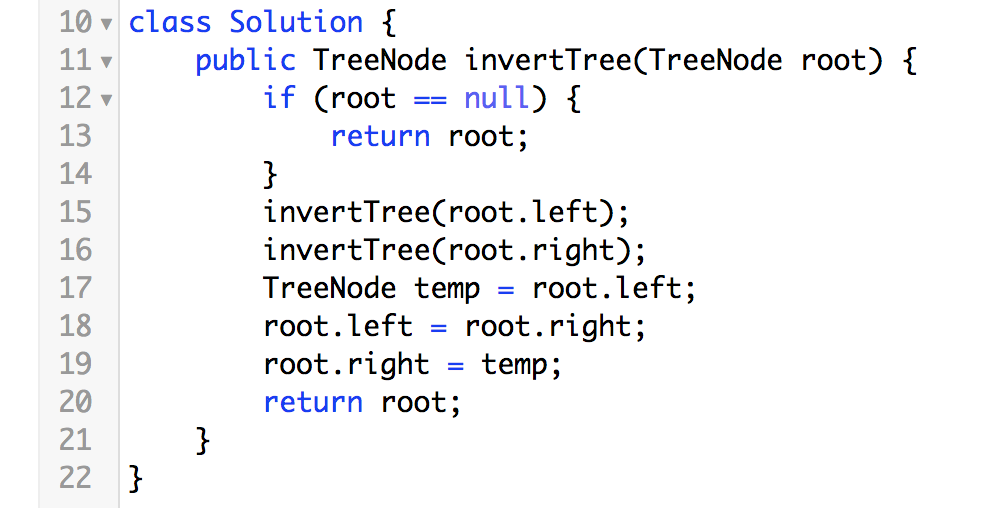 10 class Solution {
11     public TreeNode invertTree(TreeNode root) {
12         if (root == null) {
13             return root;
14         }
15         invertTree(root.left);
16         invertTree(root.right);
17         TreeNode temp = root.left;
18         root.left = root.right;
19         root.right = temp;
20         return root;
21     }
22 }